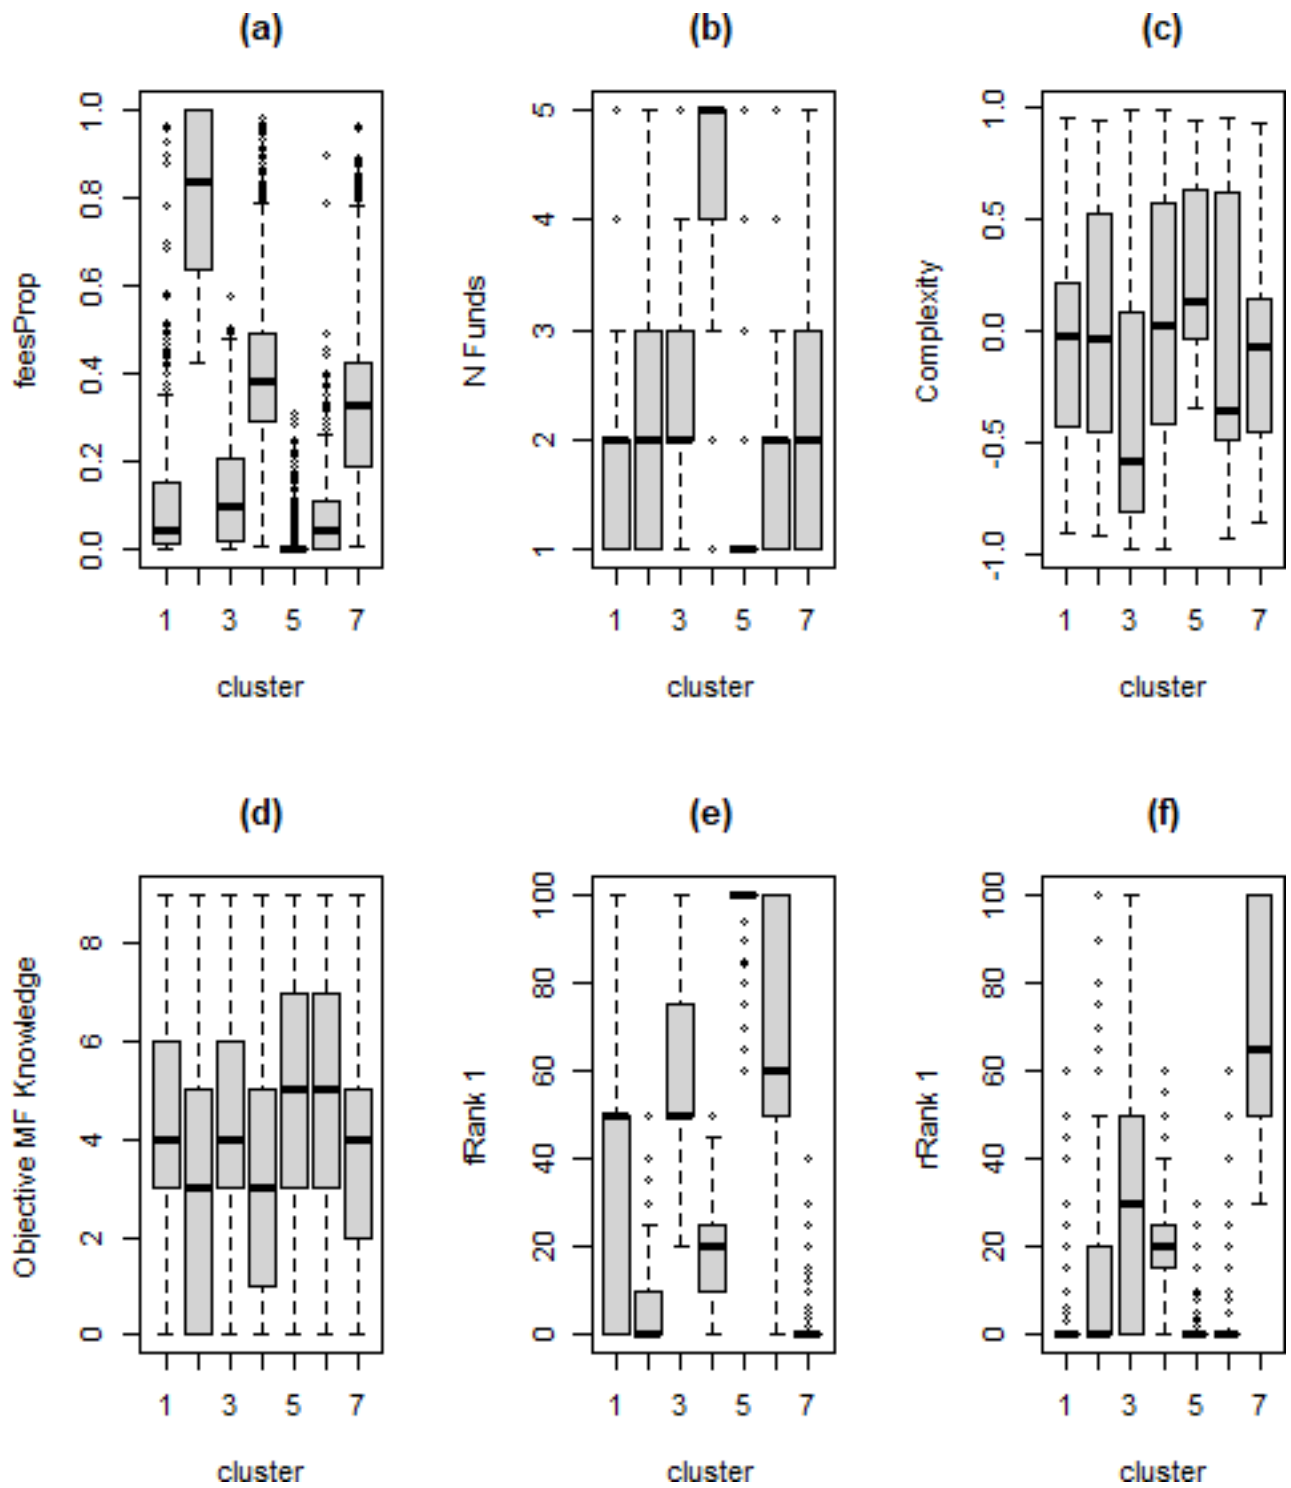 (a)
feesProp
1.0
0.8
0.6
0.4
0.2
0.0
1 3 5 7
cluster
(b)
N Funds
5
4
3
2
1
1 3 5 7
cluster
(c)
Complexity
1.0
0.5
0.0
-0.5
-1.0
1 3 5 7
cluster
(d)
Objective MF Knowledge
8
6
4
2
0
1 3 5 7
cluster
(e)
fRank 1
100
80
60
40
20
0
1 3 5 7
cluster
(f)
rRank 1
100
80
60
40
20
0
1 3 5 7
cluster